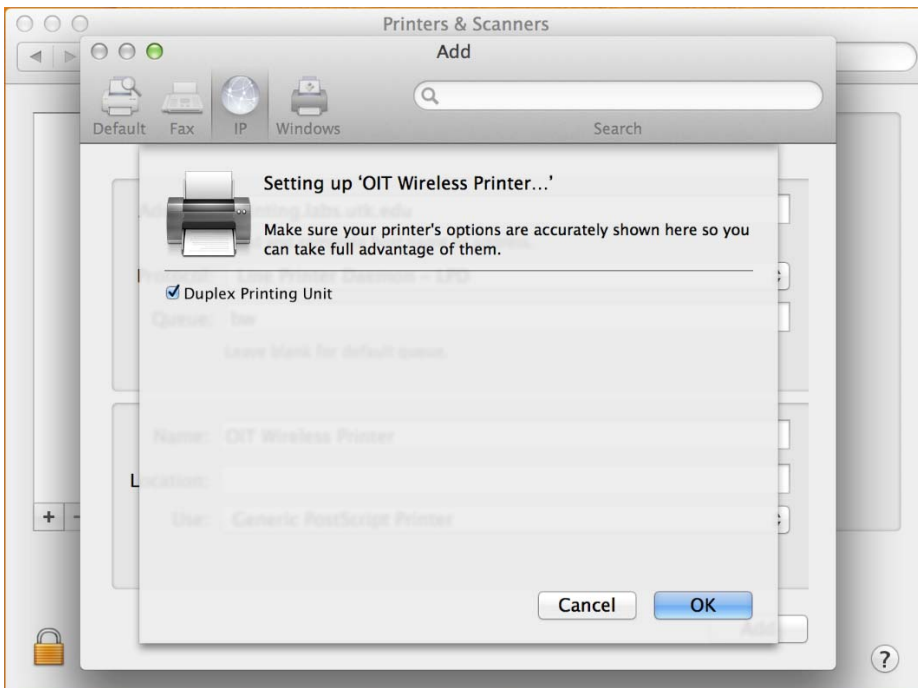 Printers & Scanners
Add
Default Fax IP Windows
Search
Setting up ‘OIT Wireless Printer...’
Make sure your printer's options are accurately shown here so you
can take full advantage of them.
Protocol: Line Printer Daemon – LPD
Duplex Printing Unit
Queue: bw
Leave blank for default queue.
Name: OIT Wireless Printer
Location:
Use: Generic PostScript Printer
+ -
Cancel OK
Add
?